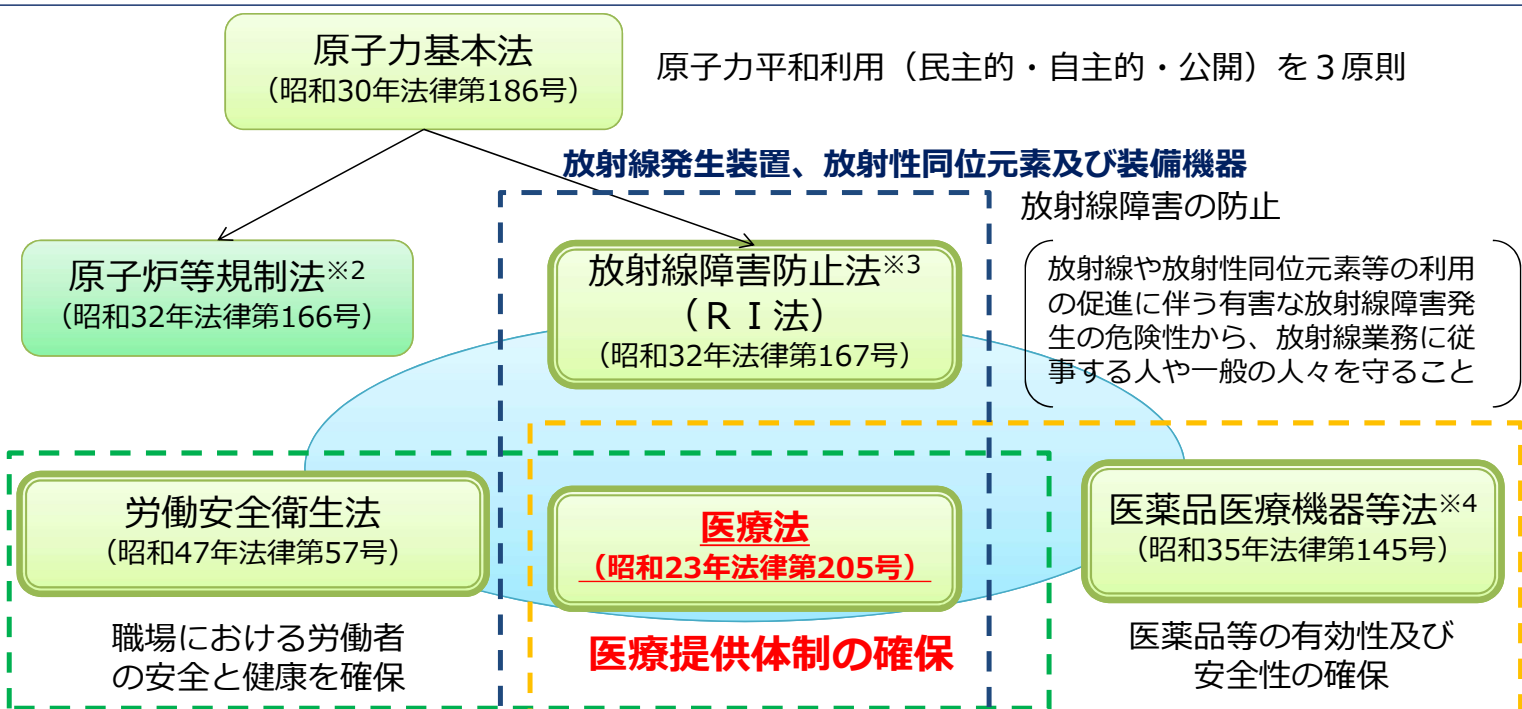 原子力基本法
（昭和30年法律第186号）
原子力平和利用（民主的・自主的・公開）を３原則
放射線発生装置、放射性同位元素及び装備機器
放射線障害の防止
原子炉等規制法※2
（昭和32年法律第166号）
放射線障害防止法※3
（ＲＩ法）
（昭和32年法律第167号）
放射線や放射性同位元素等の利用
の促進に伴う有害な放射線障害発
生の危険性から、放射線業務に従
事する人や一般の人々を守ること
労働安全衛生法
（昭和47年法律第57号）
医療法
（昭和23年法律第205号）
医薬品医療機器等法※4
（昭和35年法律第145号）
職場における労働者
の安全と健康を確保
医療提供体制の確保
医薬品等の有効性及び
安全性の確保